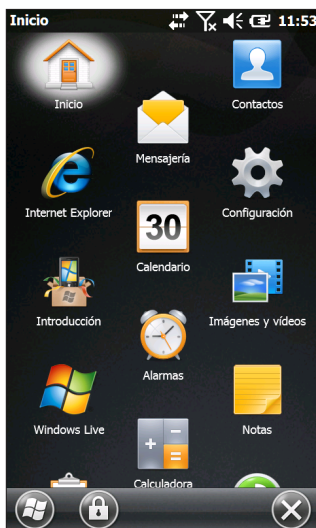 Inicio 11:53
Inicio
Contactos
Mensajería
Internet Explorer
Configuración
30
Calendario
Introducción
Imágenes y vídeos
Alarmas
Windows Live
Notas
Calculadora